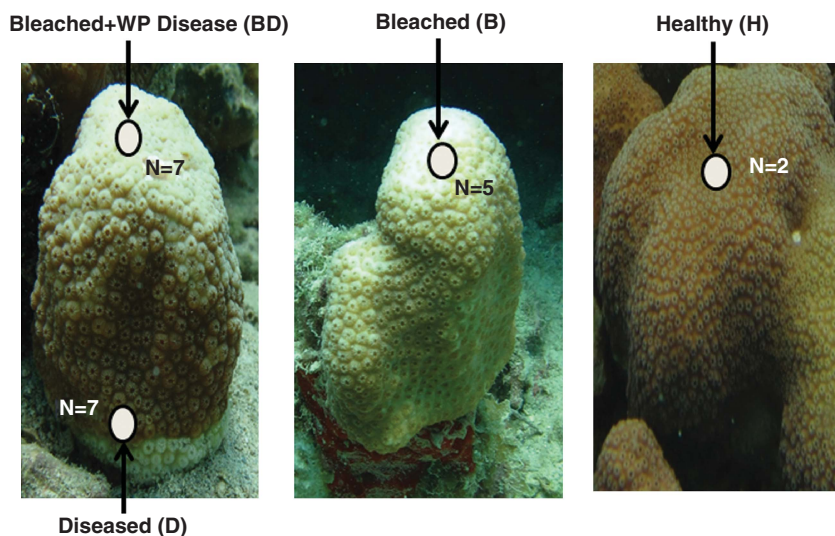 Bleached+WP Disease (BD)
Bleached (B)
Healthy (H)
N=7
N=5
N=2
N=7
Diseased (D)